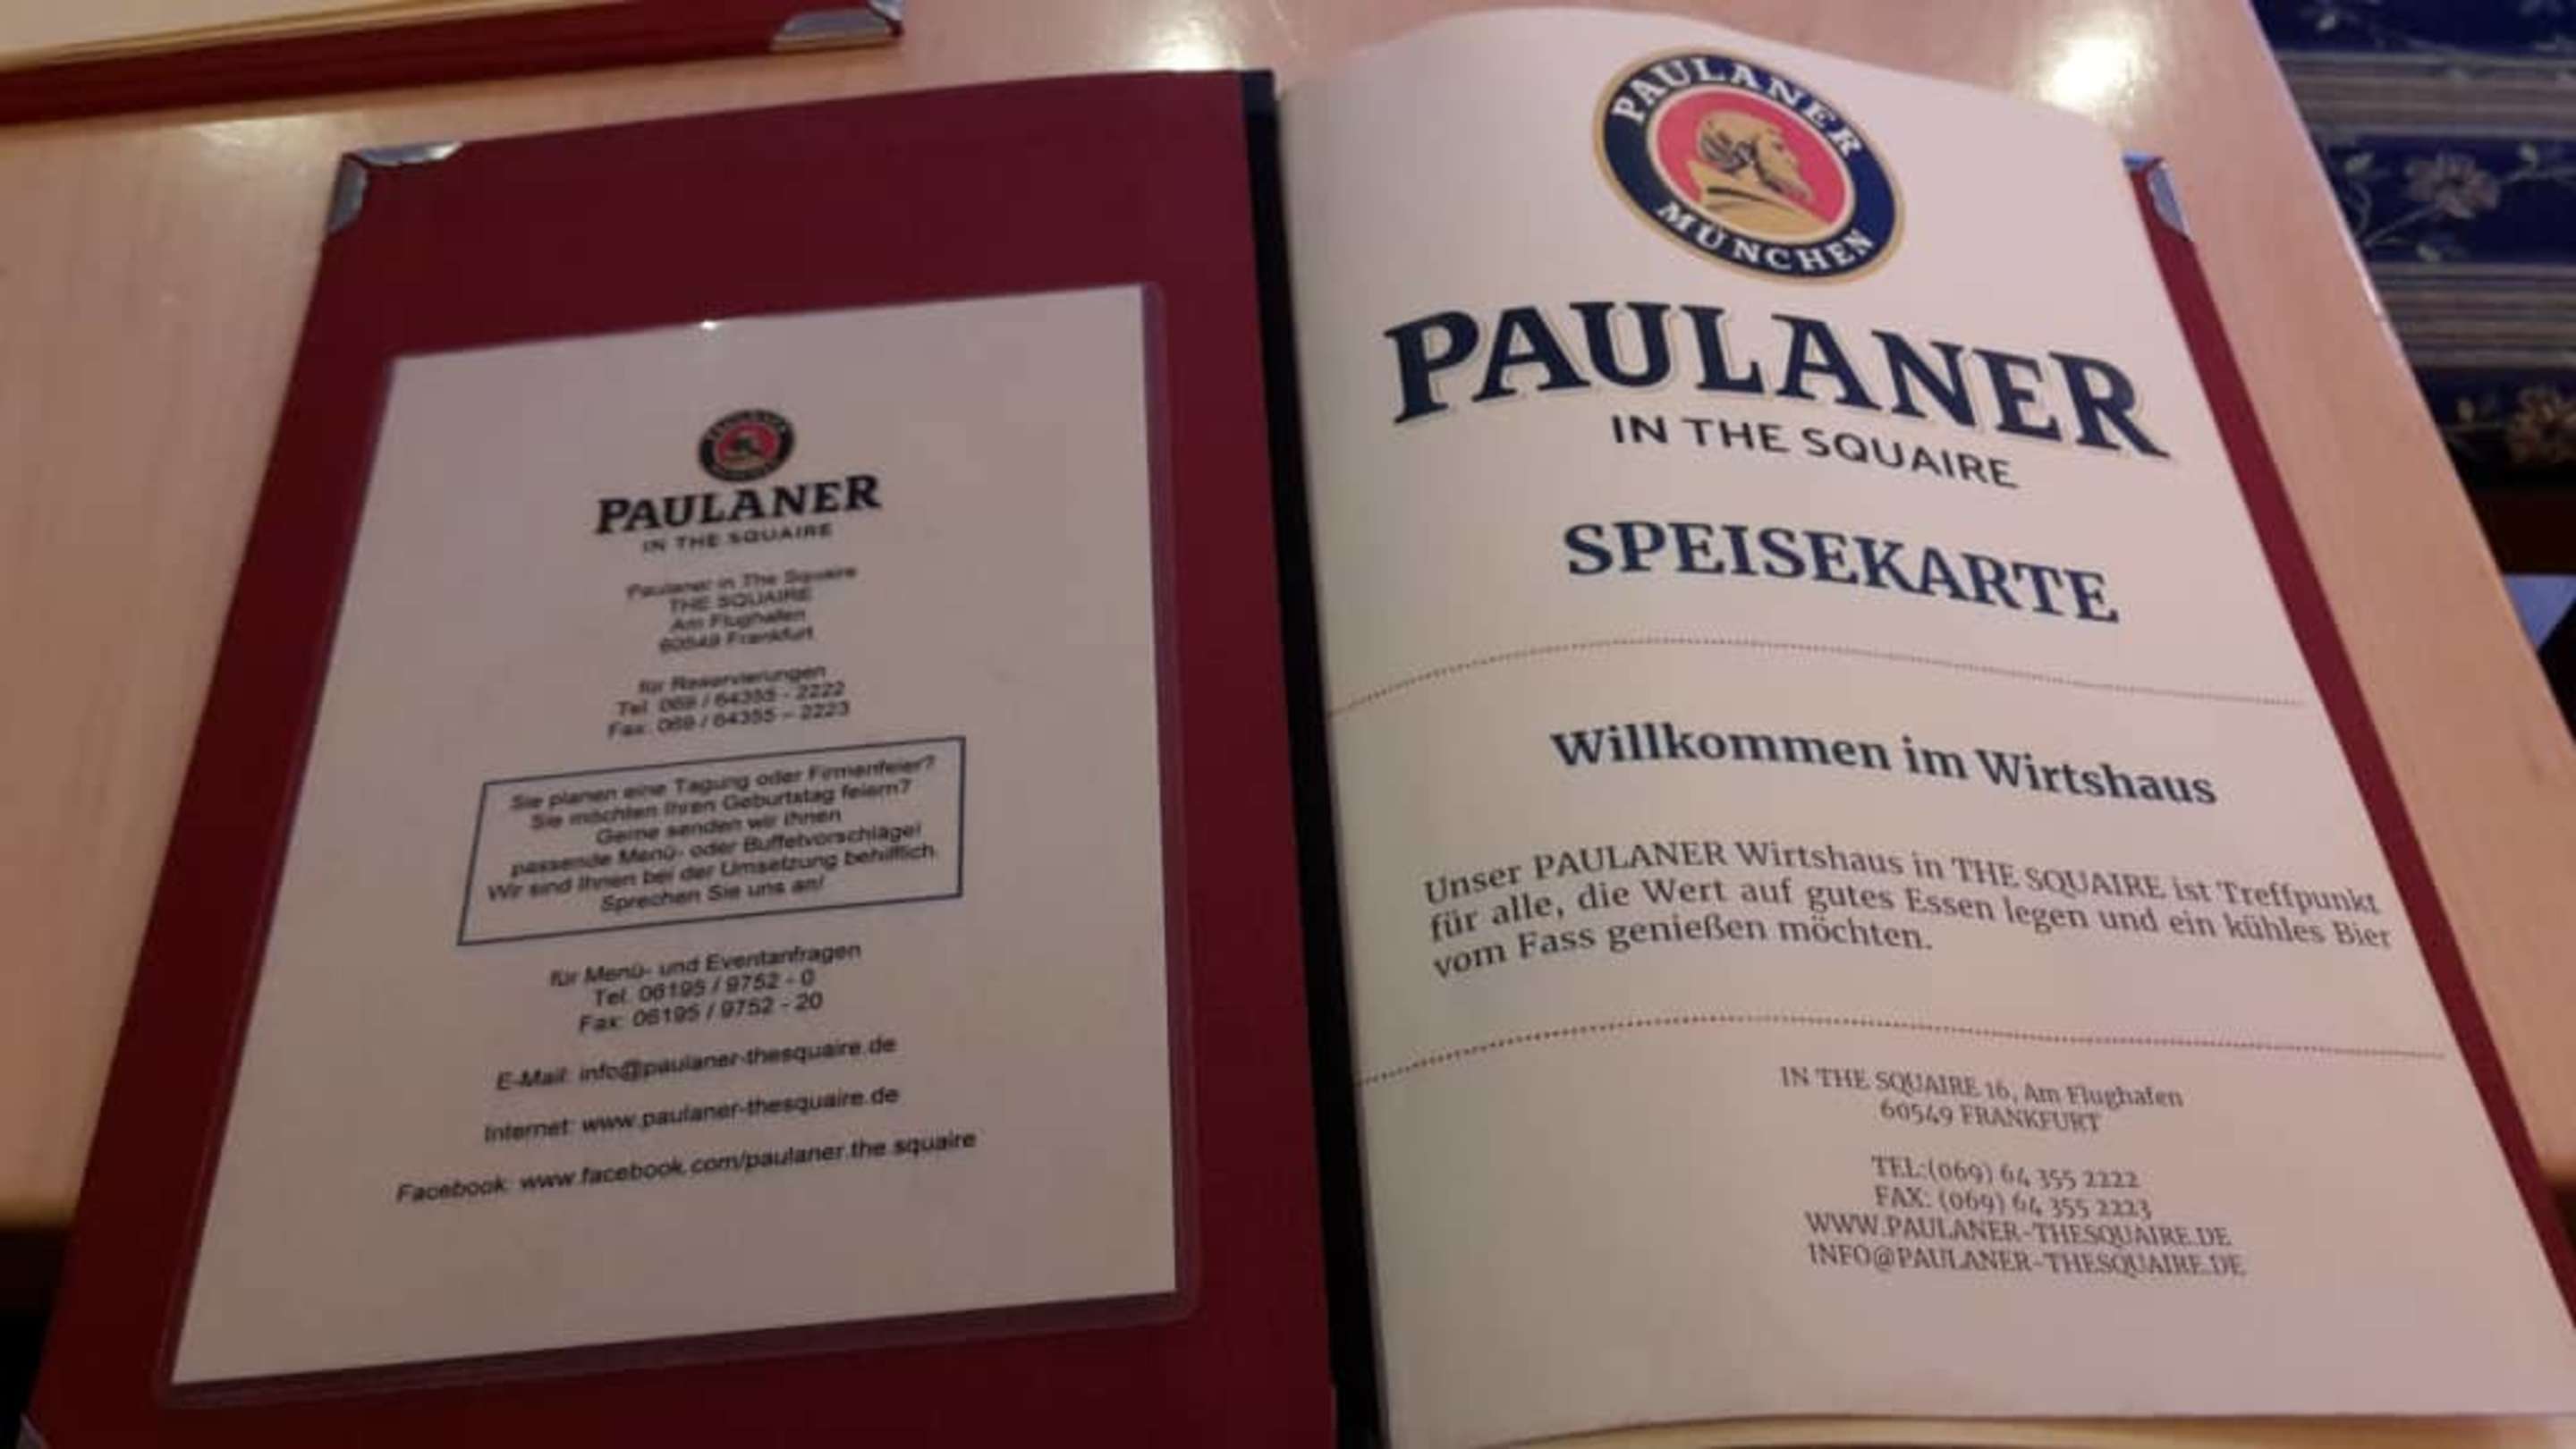 PAULANER
IN THE SQUAIRE
Paulaner in The Squaire
THE SQUAIRE
Am Flughafen
60549 Frankfurt
für Reservierungen
Tel. 069 / 64355 - 2222
Fax: 069 / 64355 – 2223
Sie planen eine Tagung oder Firmenfeier?
Sie möchten Ihren Geburtstag feiern?
Gerne senden wir Ihnen
passende Menü- oder Buffetvorschläge!
Wir sind Ihnen bei der Umsetzung behilflich.
Sprechen Sie uns an!
für Menü- und Eventanfragen
Tel. 06195 / 9752 - 0
Fax: 06195 / 9752 - 20
E-Mail: info@paulaner-thesquaire.de
Internet: www.paulaner-thesquaire.de
Facebook: www.facebook.com/paulaner.the.squaire
PAULANER
MÜNCHEN
PAULANER
IN THE SQUAIRE
SPEISEKARTE
Willkommen im Wirtshaus
Unser PAULANER Wirtshaus in THE SQUAIRE ist Treffpunkt
für alle, die Wert auf gutes Essen legen und ein kühles Bier
vom Fass genießen möchten.
IN THE SQUAIRE 16, Am Flughafen
60549 FRANKFURT
TEL:(069) 64 355 2222
FAX: (069) 64 355 2223
WWW.PAULANER-THESQUAIRE.DE
INFO@PAULANER-THESQUAIRE.DE